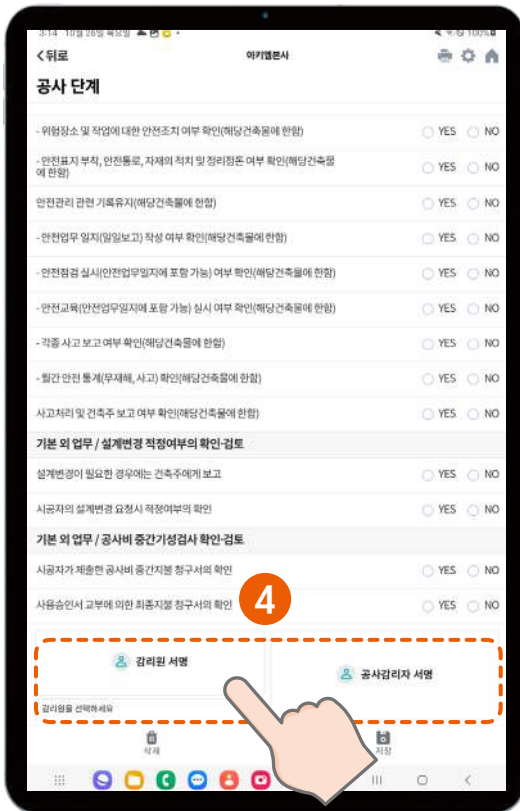 3:14 10월 26일 목요일
100%
<뒤로 아키엠본사
공사 단계
- 위험장소 및 작업에 대한 안전조치 여부 확인(해당건축물에 한함) YES NO
- 안전표지 부착, 안전통로, 자재의 적치 및 정리정돈 여부 확인(해당건축물
에 한함) YES NO
안전관리 관련 기록유지(해당건축물에 한함) YES NO
- 안전업무 일지(일일보고) 작성 여부 확인(해당건축물에 한함) YES NO
- 안전점검 실시(안전업무일지에 포함 가능) 여부 확인(해당건축물에 한함) YES NO
- 안전교육(안전업무일지에 포함 가능) 실시 여부 확인(해당건축물에 한함) YES NO
- 각종 사고 보고 여부 확인(해당건축물에 한함) YES NO
- 월간 안전 통계(무재해, 사고) 확인(해당건축물에 한함) YES NO
사고처리 및 건축주 보고 여부 확인(해당건축물에 한함) YES NO
기본 외 업무 / 설계변경 적정여부의 확인·검토
설계변경이 필요한 경우에는 건축주에게 보고 YES NO
시공자의 설계변경 요청시 적정여부의 확인 YES NO
기본 외 업무 / 공사비 중간기성검사 확인·검토
시공자가 제출한 공사비 중간지불 청구서의 확인 YES NO
사용승인서 교부에 의한 최종지불 청구서의 확인 YES NO
4
감리원 서명
공사감리자 서명
감리원을 선택하세요
삭제 저장